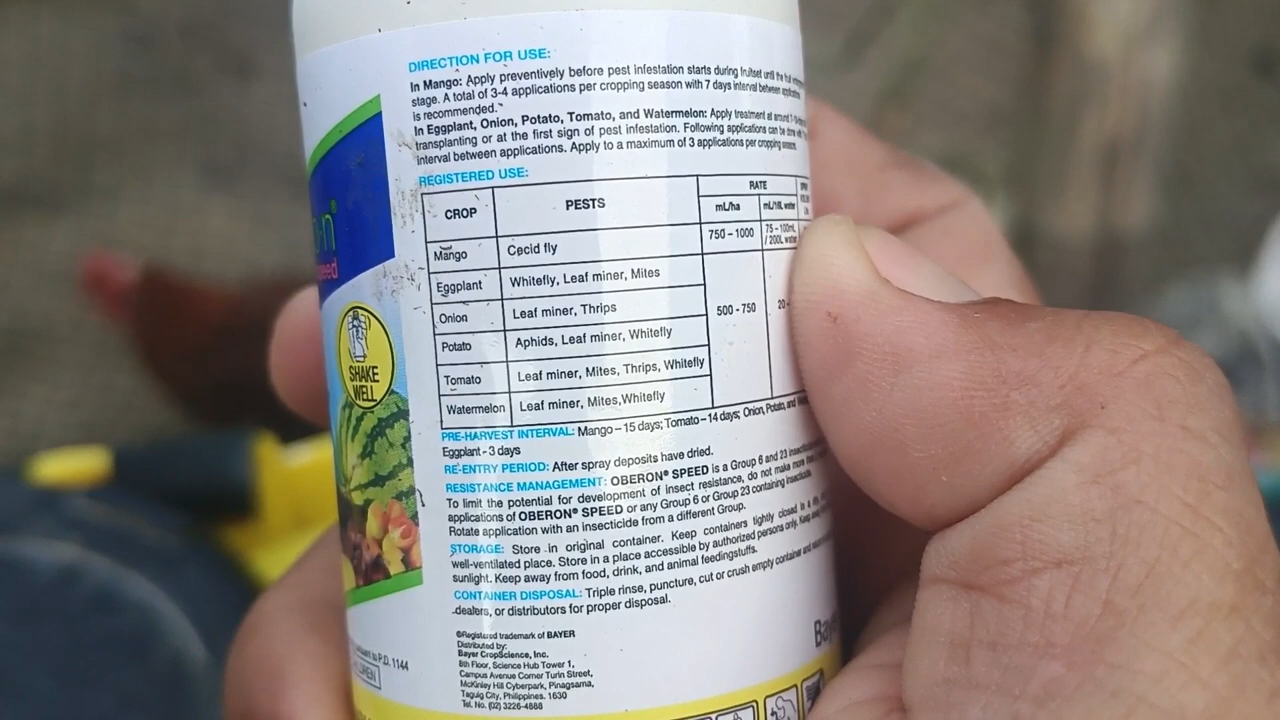 DIRECTION FOR USE:
In Mango: Apply preventively before pest infestation starts during fruitset until the fruit
stage. A total of 3-4 applications per cropping season with 7 days interval between applications
is recommended.
In Eggplant, Onion, Potato, Tomato, and Watermelon: Apply treatment at around
transplanting or at the first sign of pest infestation. Following applications can be done
interval between applications. Apply to a maximum of 3 applications per cropping season.
REGISTERED USE:
CROP PESTS RATE
mL/ha mL/16L water
Mango Cecid fly 750 – 1000 75 – 100mL / 200L water
Eggplant Whitefly, Leaf miner, Mites
Onion Leaf miner, Thrips 500 - 750 20 -
Potato Aphids, Leaf miner, Whitefly
Tomato Leaf miner, Mites, Thrips, Whitefly
Watermelon Leaf miner, Mites,Whitefly
PRE-HARVEST INTERVAL: Mango – 15 days; Tomato – 14 days; Onion, Potato, and
Eggplant - 3 days
RE-ENTRY PERIOD: After spray deposits have dried.
RESISTANCE MANAGEMENT: OBERON® SPEED is a Group 6 and 23
To limit the potential for development of insect resistance, do not make more
applications of OBERON® SPEED or any Group 6 or Group 23 containing insecticide.
Rotate application with an insecticide from a different Group.
STORAGE: Store in original container. Keep containers tightly closed in a dry,
well-ventilated place. Store in a place accessible by authorized persons only. Keep away
sunlight. Keep away from food, drink, and animal feedingstuffs.
CONTAINER DISPOSAL: Triple rinse, puncture, cut or crush empty container and
dealers, or distributors for proper disposal.
©Registered trademark of BAYER
Distributed by:
Bayer CropScience, Inc.
8th Floor, Science Hub Tower 1,
Campus Avenue Corner Turin Street,
McKinley Hill Cyberpark, Pinagsama,
Taguig City, Philippines. 1630
Tel. No. (02) 3226-4888
SHAKE
WELL
to P.D. 1144